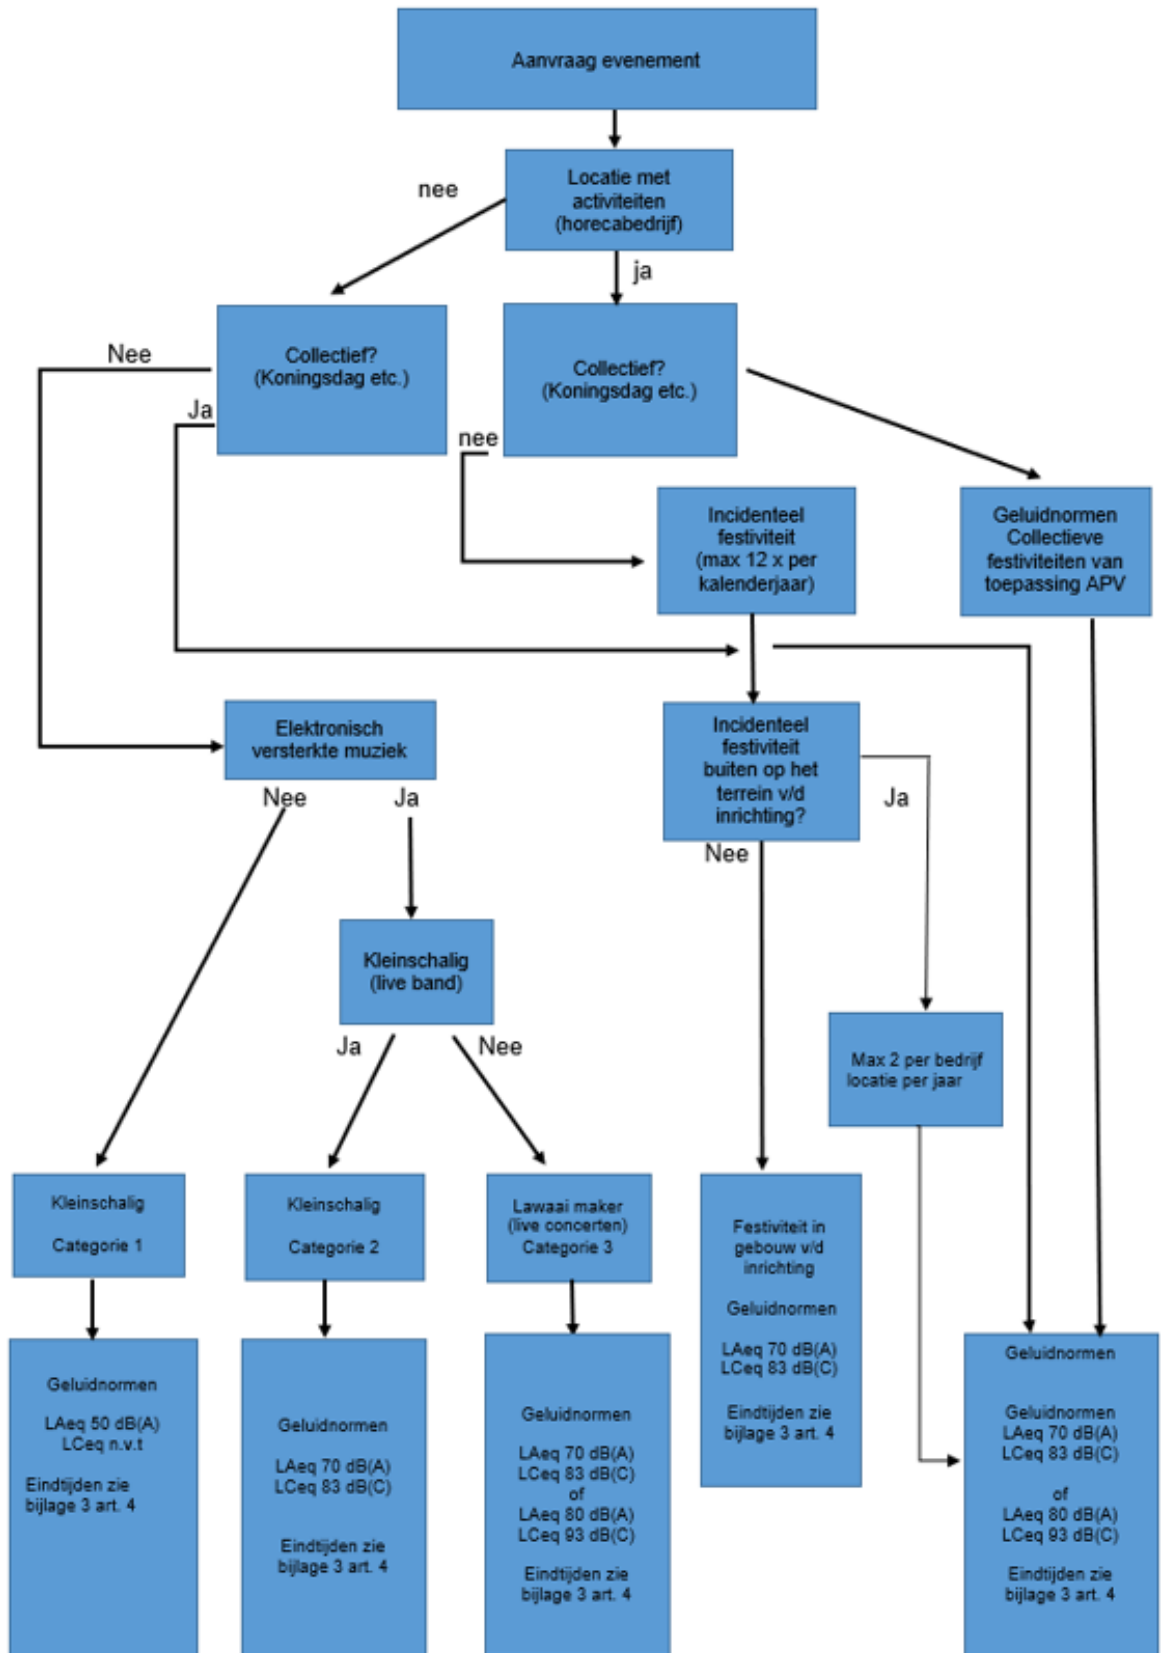 Aanvraag evenement
Locatie met
activiteiten
(horecabedrijf)
nee
ja
Collectief?
(Koningsdag etc.)
Nee
Ja
Collectief?
(Koningsdag etc.)
nee
Incidenteel
festiviteit
(max 12 x per
kalenderjaar)
Geluidnormen
Collectieve
festiviteiten van
toepassing APV
Elektronisch
versterkte muziek
Nee
Ja
Incidenteel
festiviteit
buiten op het
terrein v/d
inrichting?
Ja
Nee
Kleinschalig
(live band)
Ja
Nee
Max 2 per bedrijf
locatie per jaar
Kleinschalig
Categorie 1
Kleinschalig
Categorie 2
Lawaai maker
(live concerten)
Categorie 3
Festiviteit in
gebouw v/d
inrichting
Geluidnormen
LAeq 70 dB(A)
LCeq 83 dB(C)
Eindtijden zie
bijlage 3 art. 4
Geluidnormen
LAeq 50 dB(A)
LCeq n.v.t
Eindtijden zie
bijlage 3 art. 4
Geluidnormen
LAeq 70 dB(A)
LCeq 83 dB(C)
Eindtijden zie
bijlage 3 art. 4
Geluidnormen
LAeq 70 dB(A)
LCeq 83 dB(C)
of
LAeq 80 dB(A)
LCeq 93 dB(C)
Eindtijden zie
bijlage 3 art. 4
Geluidnormen
Geluidnormen
LAeq 70 dB(A)
LCeq 83 dB(C)
of
LAeq 80 dB(A)
LCeq 93 dB(C)
Eindtijden zie
bijlage 3 art. 4